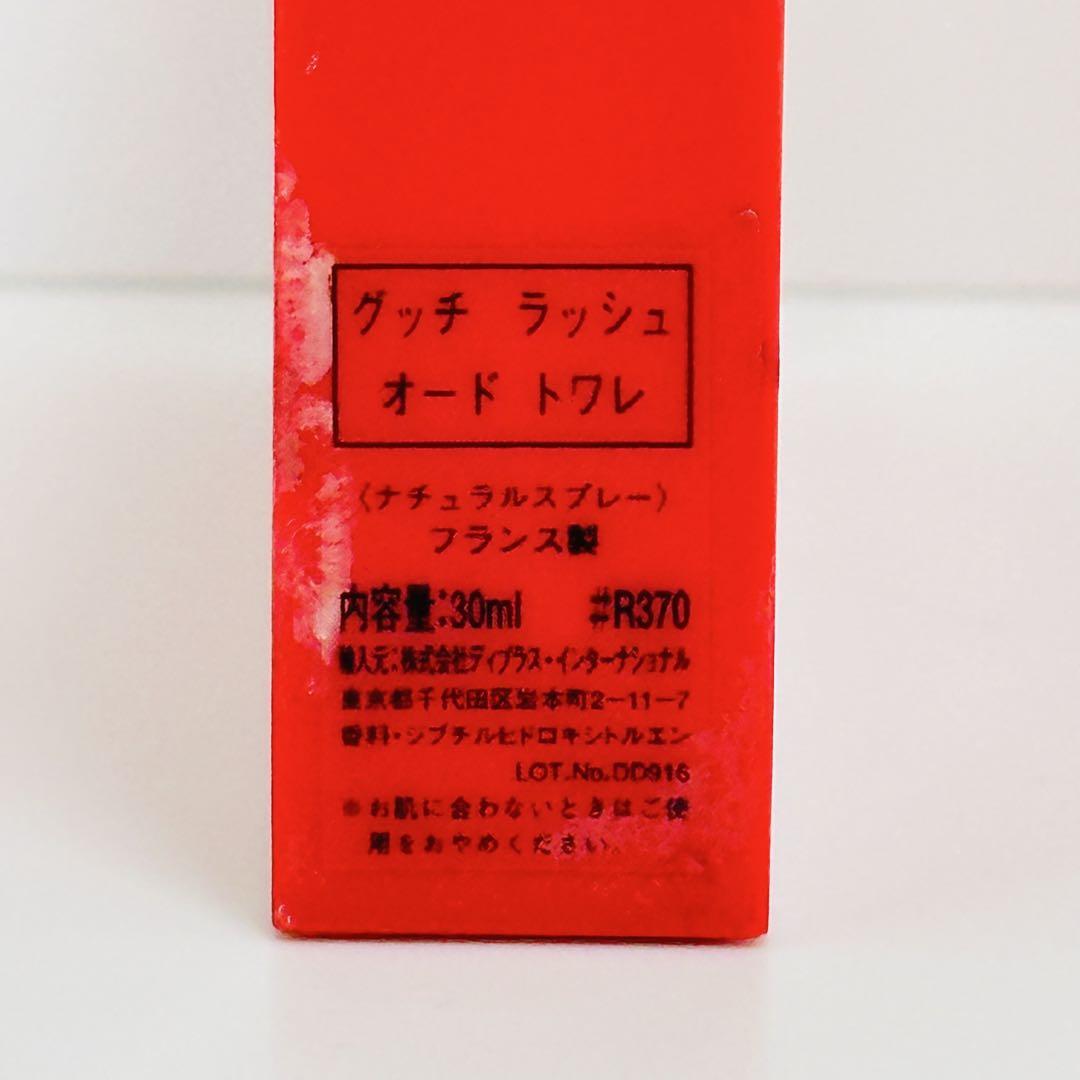 グッチ ラッシュ
オード トワレ
〈ナチュラルスプレー〉
フランス製
内容量:30ml #R370
輸入元:株式会社ディプラス・インターナショナル
東京都千代田区岩本町2-11-7
香料・ジブチルヒドロキシトルエン
LOT.No.DD916
※お肌に合わないときはご使
用をおやめください。